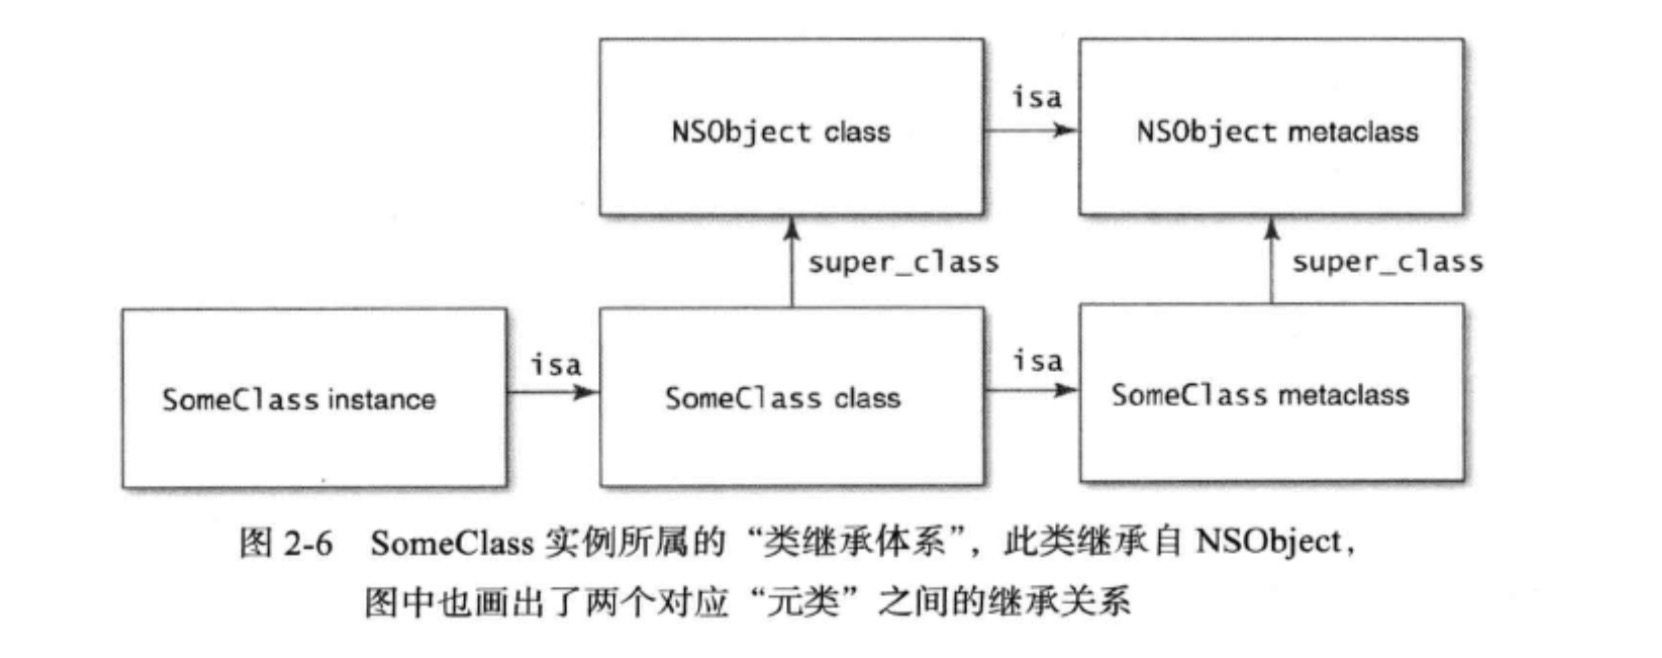 isa
NSObject class
NSObject metaclass
super_class
super_class
isa
isa
SomeClass instance
SomeClass class
SomeClass metaclass
图 2-6 SomeClass 实例所属的“类继承体系”，此类继承自 NSObject，
图中也画出了两个对应“元类”之间的继承关系